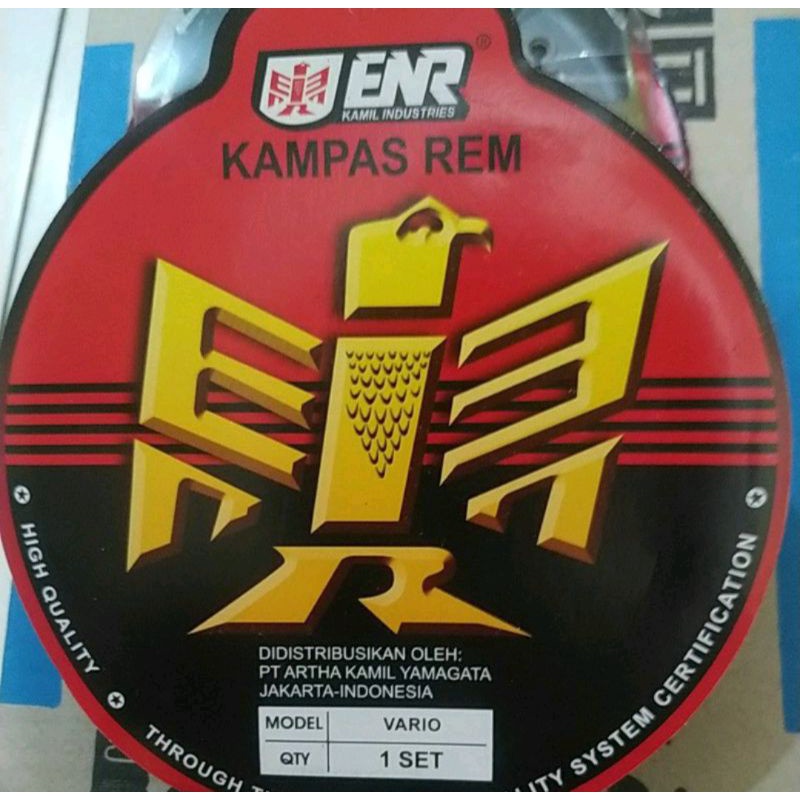 ENR ®
KAMIL INDUSTRIES
KAMPAS REM
HIGH QUALITY
THROUGH
ITY SYSTEM CERTIFICATION
DIDISTRIBUSIKAN OLEH:
PT ARTHA KAMIL YAMAGATA
JAKARTA-INDONESIA
MODEL VARIO
QTY 1 SET